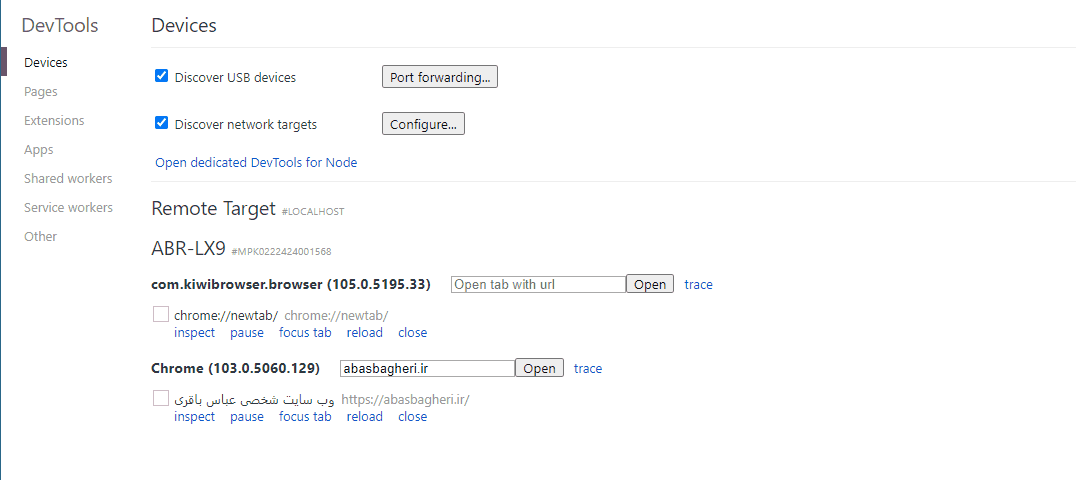 DevTools
Devices
Pages
Extensions
Apps
Shared workers
Service workers
Other
Devices
Discover USB devices Port forwarding...
Discover network targets Configure...
Open dedicated DevTools for Node
Remote Target #LOCALHOST
ABR-LX9 #MPK0222424001568
com.kiwibrowser.browser (105.0.5195.33) Open tab with url Open trace
chrome://newtab/ chrome://newtab/
inspect pause focus tab reload close
Chrome (103.0.5060.129) abasbagheri.ir Open trace
وب سایت شخصی عباس باقری https://abasbagheri.ir/
inspect pause focus tab reload close